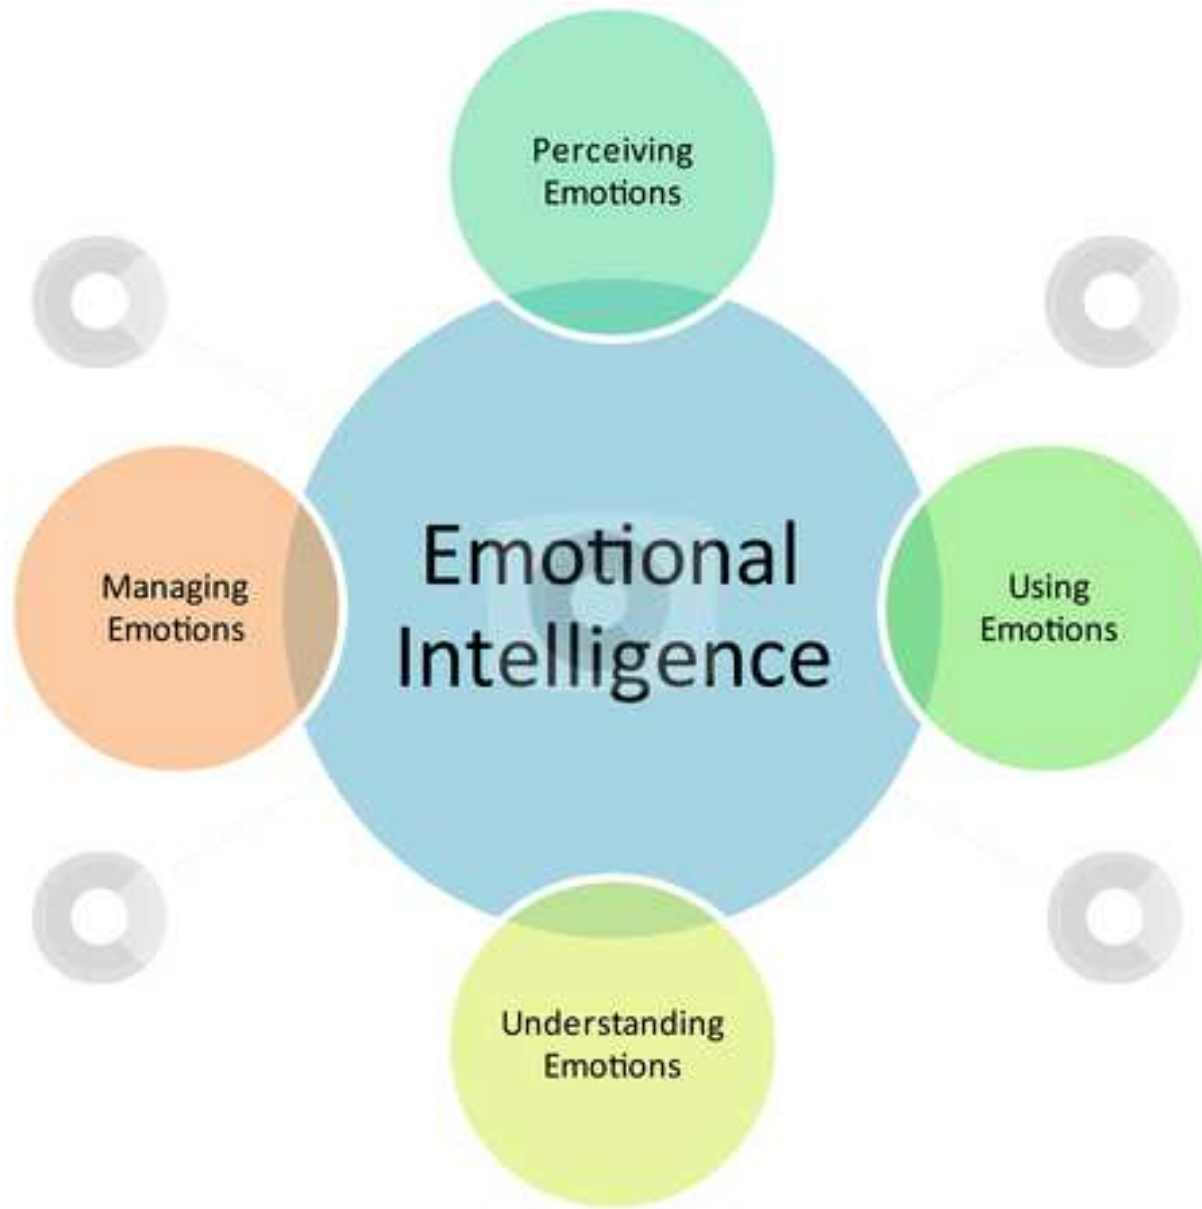 Perceiving
Emotions
Managing
Emotions
Emotional
Intelligence
Using
Emotions
Understanding
Emotions